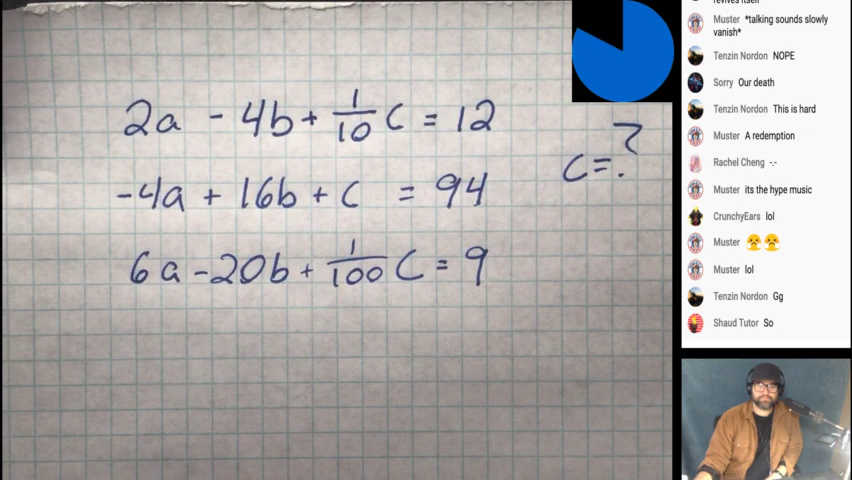 2a - 4b + 1/10 c = 12
-4a + 16b + c = 94
6a - 20b + 1/100 c = 9
c = ?
revives itself
Muster *talking sounds slowly
vanish*
Tenzin Nordon NOPE
Sorry Our death
Tenzin Nordon This is hard
Muster A redemption
Rachel Cheng -.-
Muster its the hype music
CrunchyEars lol
Muster 😤😤
Muster lol
Tenzin Nordon Gg
Shaud Tutor So